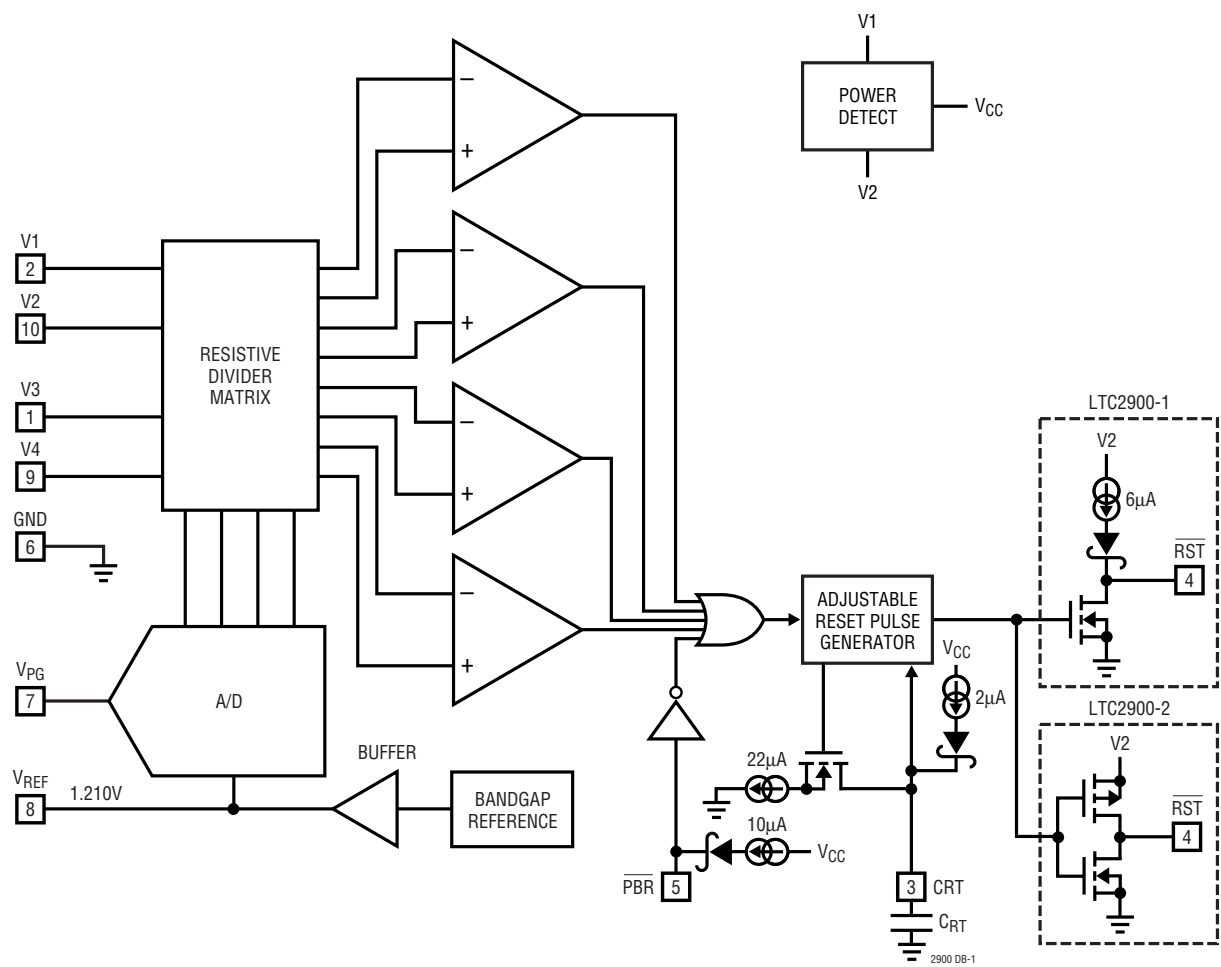 V1
POWER
DETECT
VCC
V2
−
+
−
+
−
+
−
+
V1
2
V2
10
V3
1
V4
9
GND
6
RESISTIVE
DIVIDER
MATRIX
VPG
7
A/D
VREF
8
1.210V
BUFFER
BANDGAP
REFERENCE
ADJUSTABLE
RESET PULSE
GENERATOR
VCC
2µA
22µA
10µA
VCC
PBR
5
3
CRT
CRT
LTC2900-1
V2
6µA
RST
4
LTC2900-2
V2
RST
4
2900 DB-1